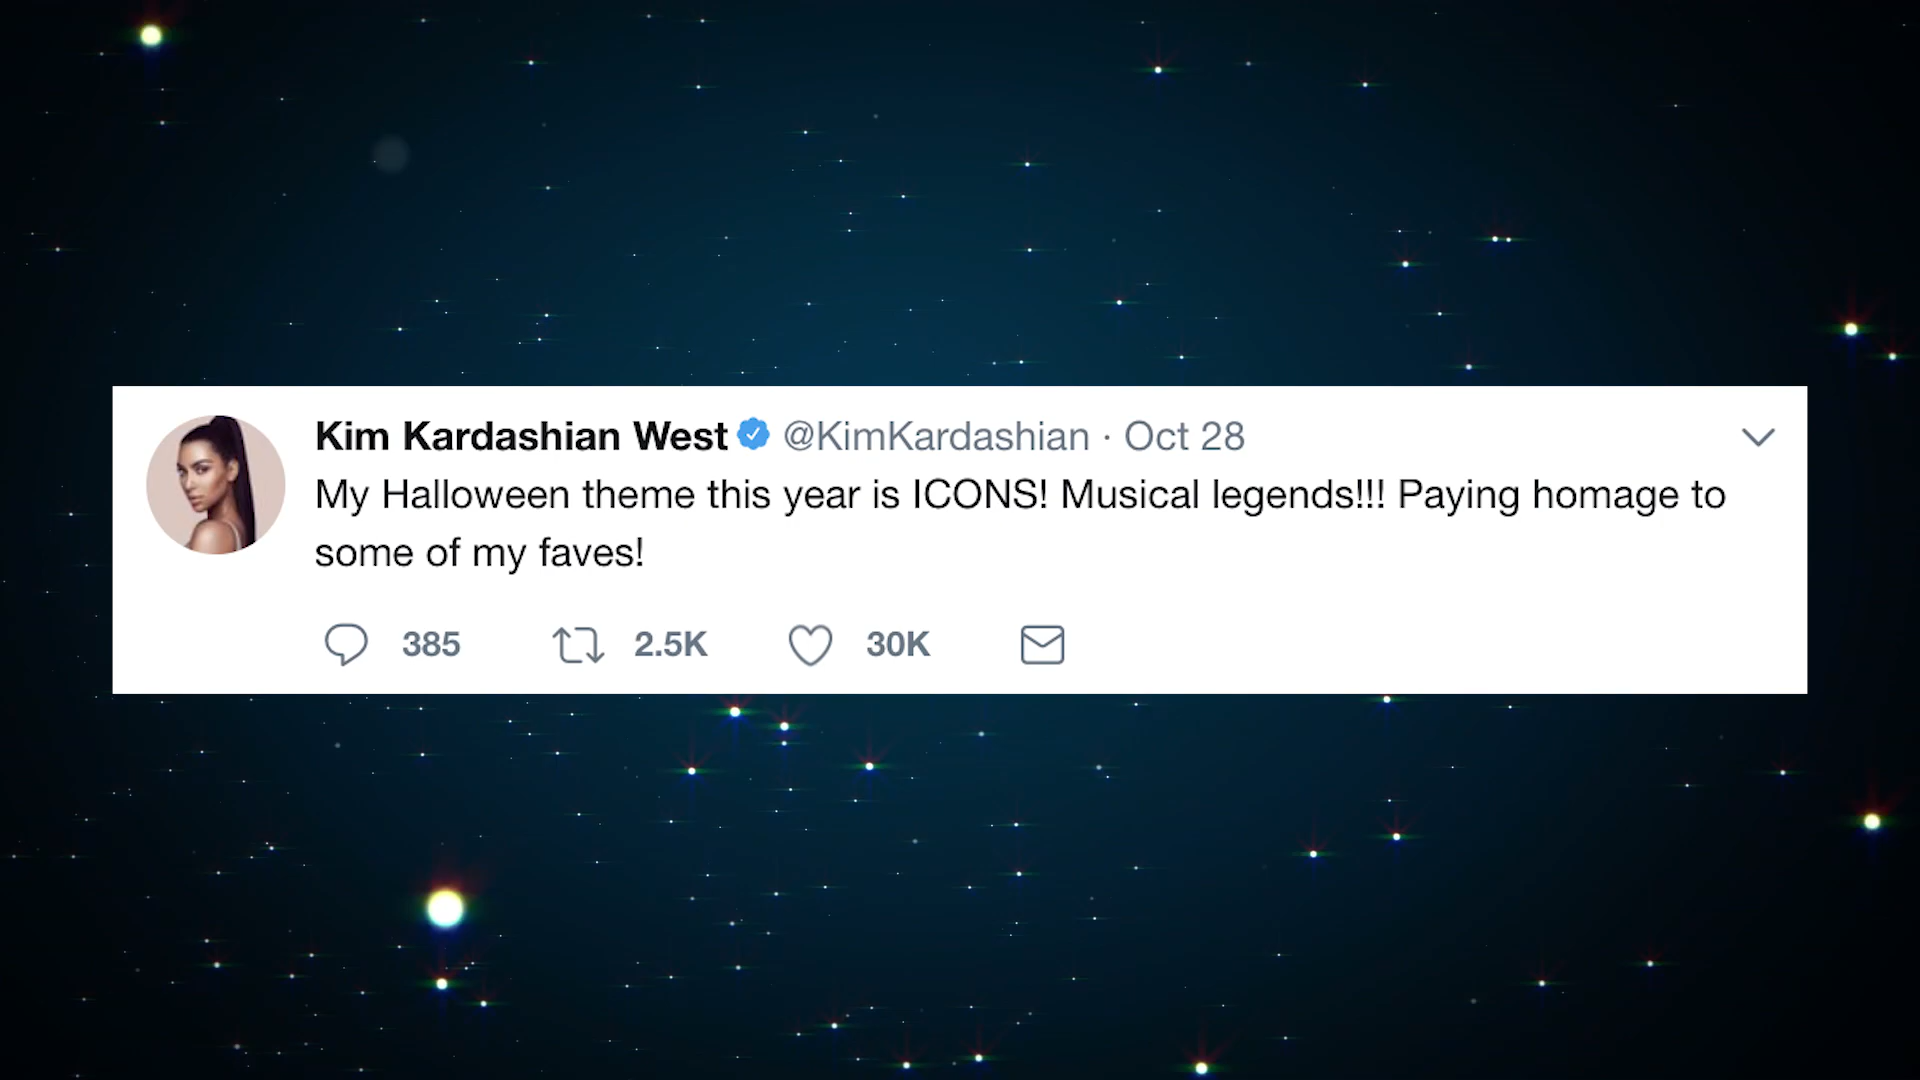 Kim Kardashian West @KimKardashian · Oct 28
My Halloween theme this year is ICONS! Musical legends!!! Paying homage to
some of my faves!
385 2.5K 30K